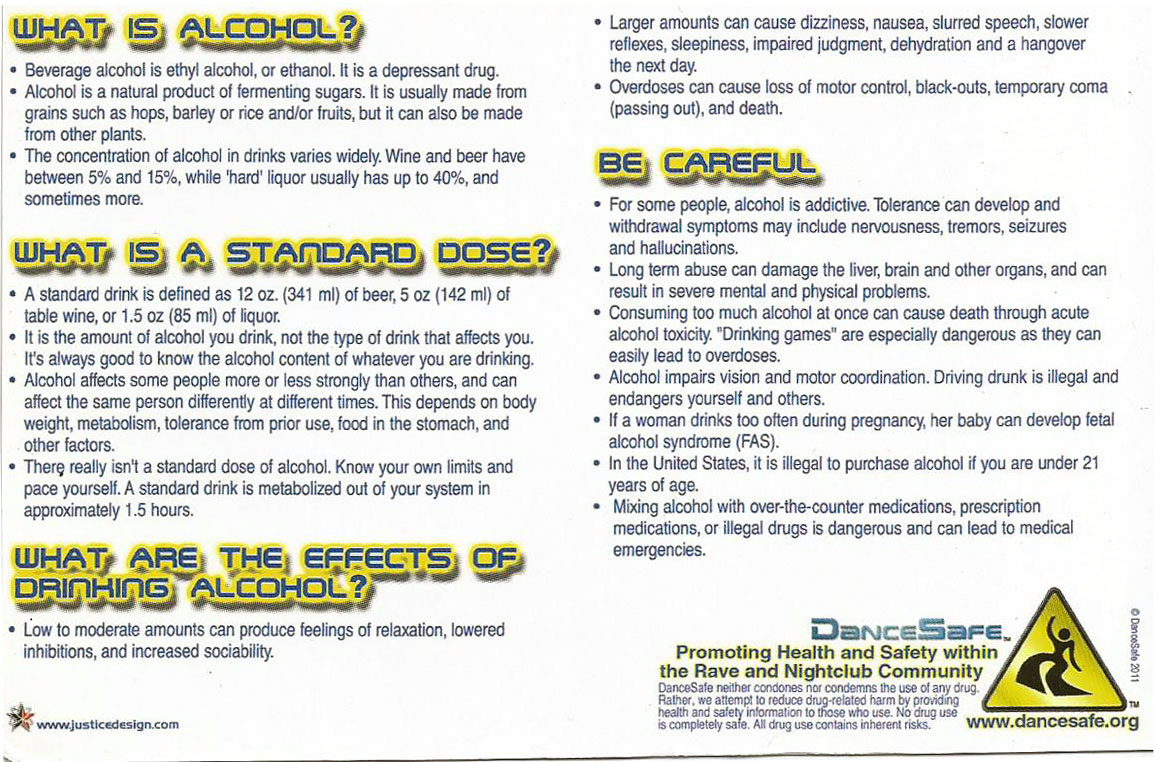 WHAT IS ALCOHOL?
• Beverage alcohol is ethyl alcohol, or ethanol. It is a depressant drug.
• Alcohol is a natural product of fermenting sugars. It is usually made from
grains such as hops, barley or rice and/or fruits, but it can also be made
from other plants.
• The concentration of alcohol in drinks varies widely. Wine and beer have
between 5% and 15%, while 'hard' liquor usually has up to 40%, and
sometimes more.
WHAT IS A STANDARD DOSE?
• A standard drink is defined as 12 oz. (341 ml) of beer, 5 oz (142 ml) of
table wine, or 1.5 oz (85 ml) of liquor.
• It is the amount of alcohol you drink, not the type of drink that affects you.
It's always good to know the alcohol content of whatever you are drinking.
• Alcohol affects some people more or less strongly than others, and can
affect the same person differently at different times. This depends on body
weight, metabolism, tolerance from prior use, food in the stomach, and
other factors.
• There really isn't a standard dose of alcohol. Know your own limits and
pace yourself. A standard drink is metabolized out of your system in
approximately 1.5 hours.
WHAT ARE THE EFFECTS OF
DRINKING ALCOHOL?
• Low to moderate amounts can produce feelings of relaxation, lowered
inhibitions, and increased sociability.
www.justicedesign.com
• Larger amounts can cause dizziness, nausea, slurred speech, slower
reflexes, sleepiness, impaired judgment, dehydration and a hangover
the next day.
• Overdoses can cause loss of motor control, black-outs, temporary coma
(passing out), and death.
BE CAREFUL
• For some people, alcohol is addictive. Tolerance can develop and
withdrawal symptoms may include nervousness, tremors, seizures
and hallucinations.
• Long term abuse can damage the liver, brain and other organs, and can
result in severe mental and physical problems.
• Consuming too much alcohol at once can cause death through acute
alcohol toxicity. "Drinking games" are especially dangerous as they can
easily lead to overdoses.
• Alcohol impairs vision and motor coordination. Driving drunk is illegal and
endangers yourself and others.
• If a woman drinks too often during pregnancy, her baby can develop fetal
alcohol syndrome (FAS).
• In the United States, it is illegal to purchase alcohol if you are under 21
years of age.
• Mixing alcohol with over-the-counter medications, prescription
medications, or illegal drugs is dangerous and can lead to medical
emergencies.
DANCESAFE™
Promoting Health and Safety within
the Rave and Nightclub Community
DanceSafe neither condones nor condemns the use of any drug.
Rather, we attempt to reduce drug-related harm by providing
health and safety information to those who use. No drug use
is completely safe. All drug use contains inherent risks.
TM
www.dancesafe.org
© DanceSafe 2011